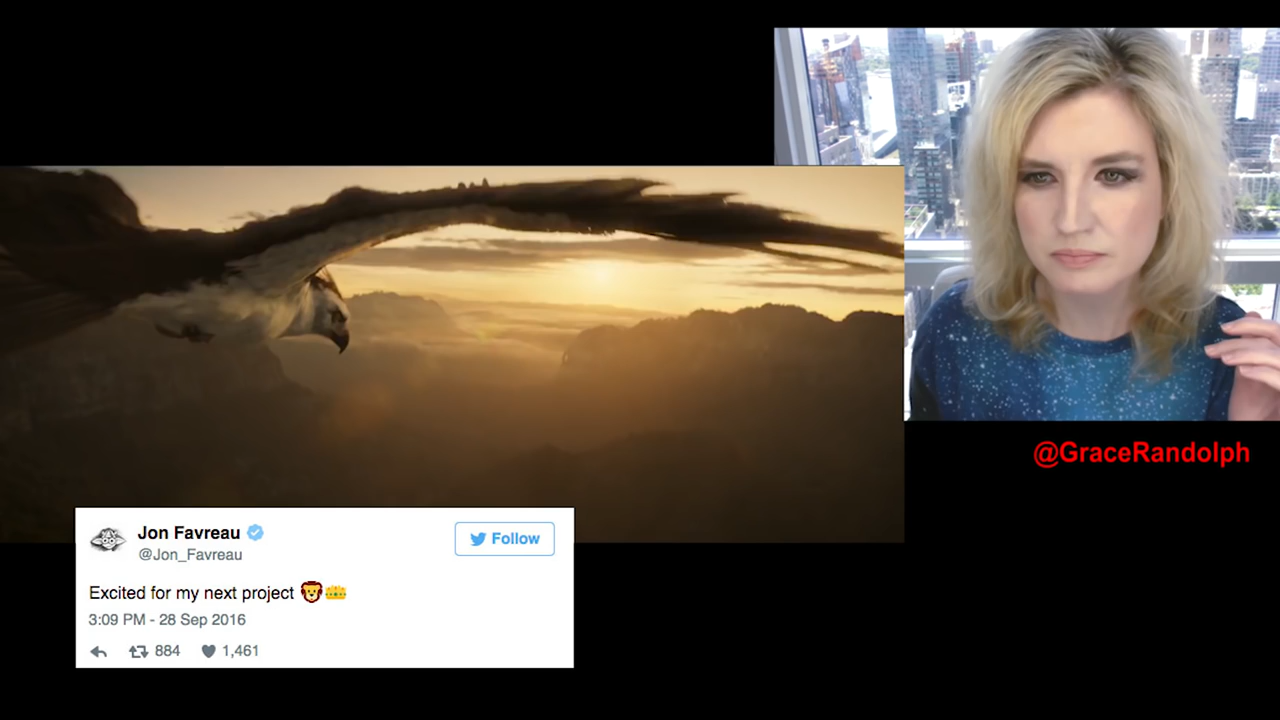 @GraceRandolph
Jon Favreau
Follow
@Jon_Favreau
Excited for my next project 🦁👑
3:09 PM - 28 Sep 2016
884 1,461